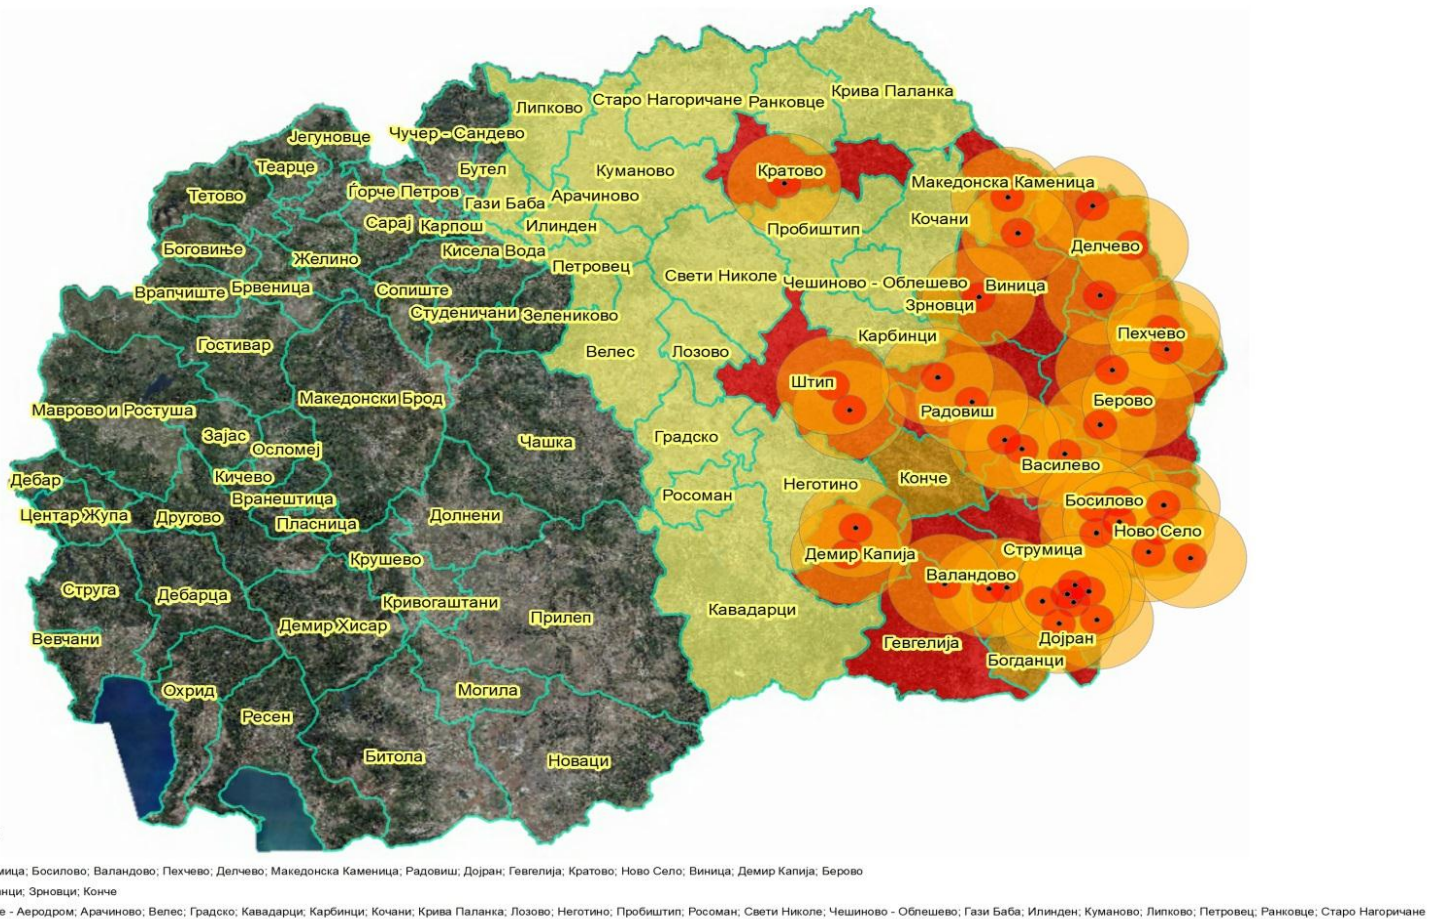 Крива Паланка
Старо Нагоричане
Ранковце
Липково
Јегуновце
Чучер - Сандево
Теарце
Бутел
Куманово
Кратово
Македонска Каменица
Тетово
Ѓорче Петров
Гази Баба
Арачиново
Сарај
Карпош
Илинден
Пробиштип
Кочани
Делчево
Боговиње
Желино
Кисела Вода
Петровец
Свети Николе
Чешиново - Облешево
Виница
Врапчиште
Брвеница
Сопиште
Студеничани
Зелениково
Зрновци
Гостивар
Велес
Лозово
Карбинци
Пехчево
Маврово и Ростуша
Македонски Брод
Штип
Радовиш
Берово
Зајас
Осломеј
Чашка
Градско
Василево
Дебар
Кичево
Вранештица
Росоман
Неготино
Конче
Босилово
Центар Жупа
Другово
Пласница
Долнени
Ново Село
Крушево
Демир Капија
Струмица
Струга
Дебарца
Кривогаштани
Прилеп
Кавадарци
Валандово
Вевчани
Демир Хисар
Гевгелија
Дојран
Богданци
Охрид
Ресен
Могила
Битола
Новаци
мица; Босилово; Валандово; Пехчево; Делчево; Македонска Каменица; Радовиш; Дојран; Гевгелија; Кратово; Ново Село; Виница; Демир Капија; Берово
нци; Зрновци; Конче
е - Аеродром; Арачиново; Велес; Градско; Кавадарци; Карбинци; Кочани; Крива Паланка; Лозово; Неготино; Пробиштип; Росоман; Свети Николе; Чешиново - Облешево; Гази Баба; Илинден; Куманово; Липково; Петровец; Ранковце; Старо Нагоричане